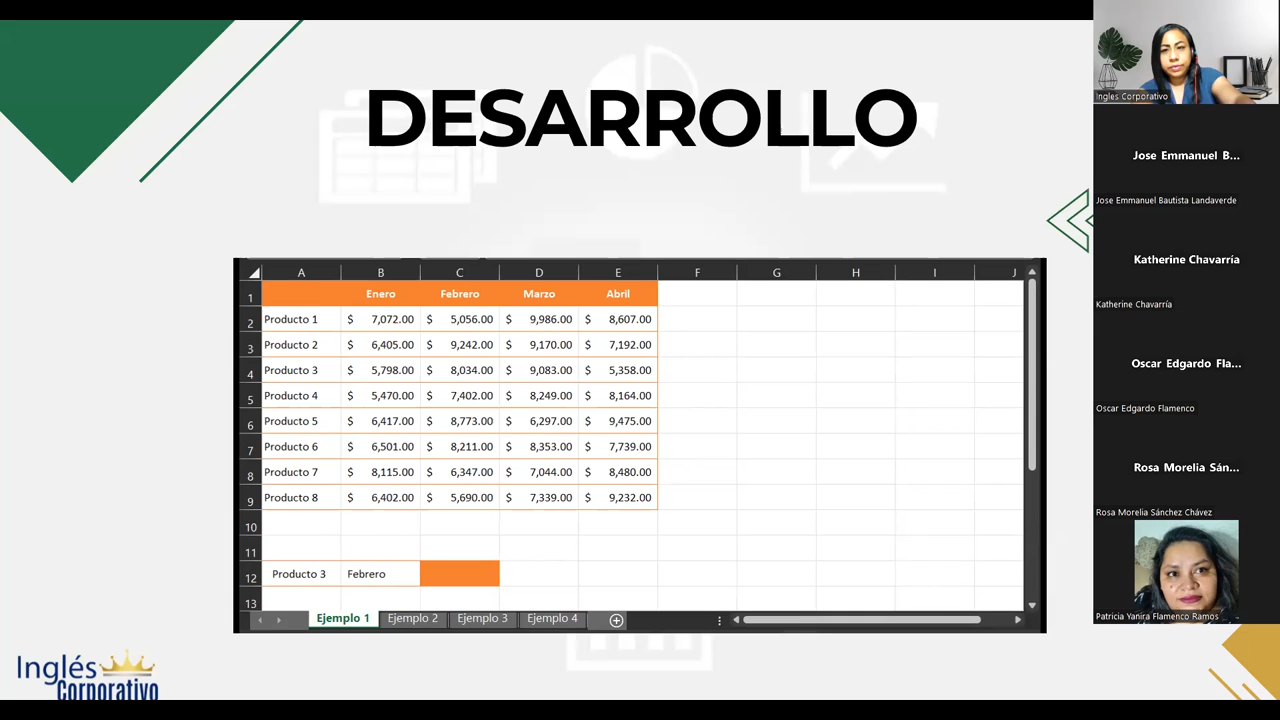 DESARROLLO
A B C D E F G H I J
1 Enero Febrero Marzo Abril
2 Producto 1 $ 7,072.00 $ 5,056.00 $ 9,986.00 $ 8,607.00
3 Producto 2 $ 6,405.00 $ 9,242.00 $ 9,170.00 $ 7,192.00
4 Producto 3 $ 5,798.00 $ 8,034.00 $ 9,083.00 $ 5,358.00
5 Producto 4 $ 5,470.00 $ 7,402.00 $ 8,249.00 $ 8,164.00
6 Producto 5 $ 6,417.00 $ 8,773.00 $ 6,297.00 $ 9,475.00
7 Producto 6 $ 6,501.00 $ 8,211.00 $ 8,353.00 $ 7,739.00
8 Producto 7 $ 8,115.00 $ 6,347.00 $ 7,044.00 $ 8,480.00
9 Producto 8 $ 6,402.00 $ 5,690.00 $ 7,339.00 $ 9,232.00
10
11
12 Producto 3 Febrero
13
Ejemplo 1 Ejemplo 2 Ejemplo 3 Ejemplo 4
Inglés
Corporativo
Ingles Corporativo
Jose Emmanuel B...
Jose Emmanuel Bautista Landaverde
Katherine Chavarría
Katherine Chavarría
Oscar Edgardo Fla...
Oscar Edgardo Flamenco
Rosa Morelia Sán...
Rosa Morelia Sánchez Chávez
Patricia Yanira Flamenco Ramos